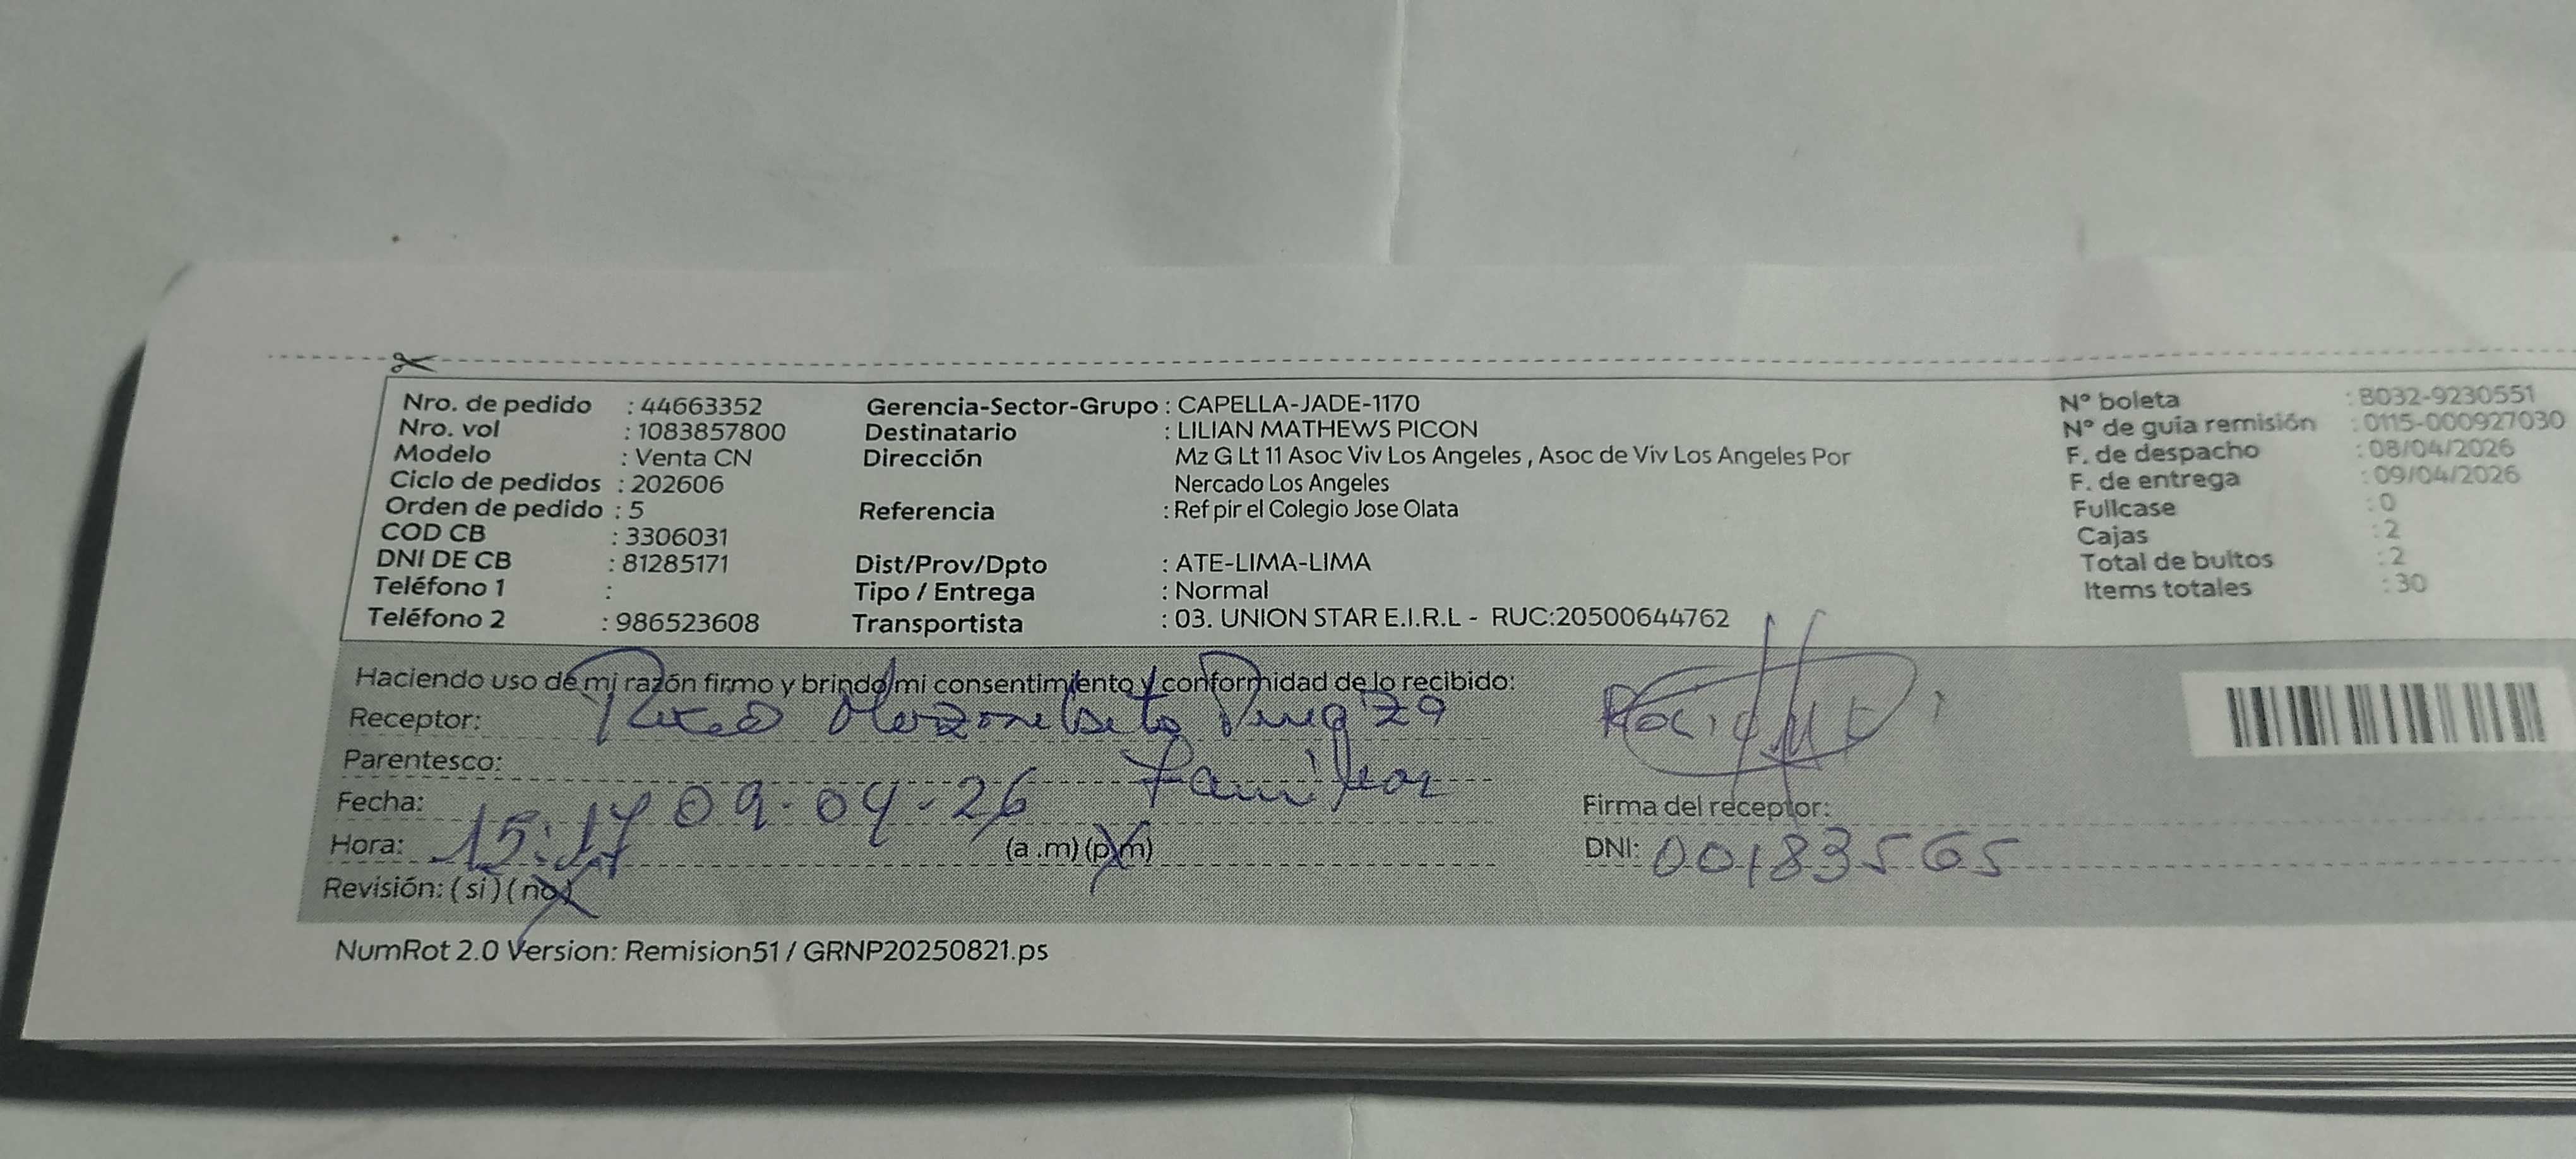 Nro. de pedido : 44663352
Nro. vol : 1083857800
Modelo : Venta CN
Ciclo de pedidos : 202606
Orden de pedido : 5
COD CB : 3306031
DNI DE CB : 81285171
Teléfono 1 :
Teléfono 2 : 986523608
Gerencia-Sector-Grupo : CAPELLA-JADE-1170
Destinatario : LILIAN MATHEWS PICON
Dirección Mz G Lt 11 Asoc Viv Los Angeles , Asoc de Viv Los Angeles Por
Nercado Los Angeles
Referencia : Ref pir el Colegio Jose Olata
Dist/Prov/Dpto : ATE-LIMA-LIMA
Tipo / Entrega : Normal
Transportista : 03. UNION STAR E.I.R.L - RUC:20500644762
N° boleta : B032-9230551
N° de guia remisión : 0115-000927030
F. de despacho : 08/04/2026
F. de entrega : 09/04/2026
Fullcase : 0
Cajas : 2
Total de bultos : 2
Items totales : 30
Haciendo uso de mi razón firmo y brindo mi consentimiento y conformidad de lo recibido:
Receptor:
Parentesco: Familiar
Fecha: 09-04-26
Hora: 15:17 (a .m) (p.m)
Revisión: ( si ) ( no )
Firma del receptor:
DNI: 00183565
NumRot 2.0 Version: Remision51 / GRNP20250821.ps